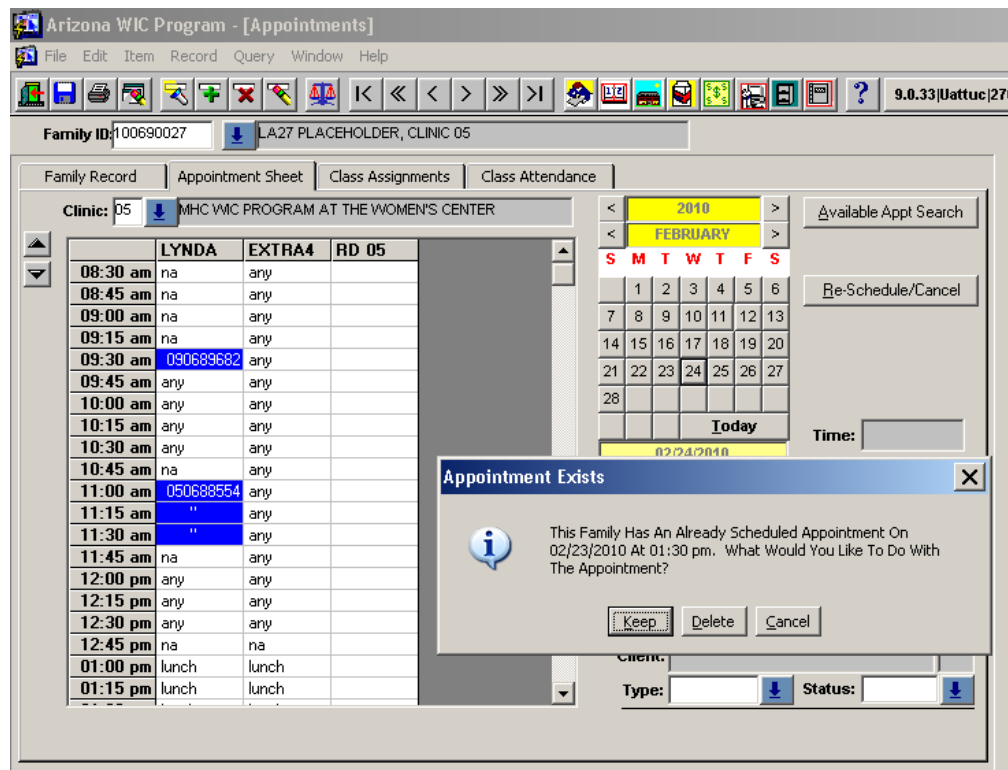 Arizona WIC Program - [Appointments]
File Edit Item Record Query Window Help
9.0.33|Uattuc|27
Family ID: 100690027 LA27 PLACEHOLDER, CLINIC 05
Family Record Appointment Sheet Class Assignments Class Attendance
Clinic: 05 MHC WIC PROGRAM AT THE WOMEN'S CENTER
LYNDA EXTRA4 RD 05
08:30 am na any
08:45 am na any
09:00 am na any
09:15 am na any
09:30 am 090689682 any
09:45 am any any
10:00 am any any
10:15 am any any
10:30 am any any
10:45 am na any
11:00 am 050688554 any
11:15 am " any
11:30 am " any
11:45 am na any
12:00 pm any any
12:15 pm any any
12:30 pm any any
12:45 pm na na
01:00 pm lunch lunch
01:15 pm lunch lunch
< 2010 >
< FEBRUARY >
S M T W T F S
1 2 3 4 5 6
7 8 9 10 11 12 13
14 15 16 17 18 19 20
21 22 23 24 25 26 27
28
Today
02/24/2010
Available Appt Search
Re-Schedule/Cancel
Time:
Appointment Exists
This Family Has An Already Scheduled Appointment On
02/23/2010 At 01:30 pm. What Would You Like To Do With
The Appointment?
Keep Delete Cancel
Client:
Type: Status: